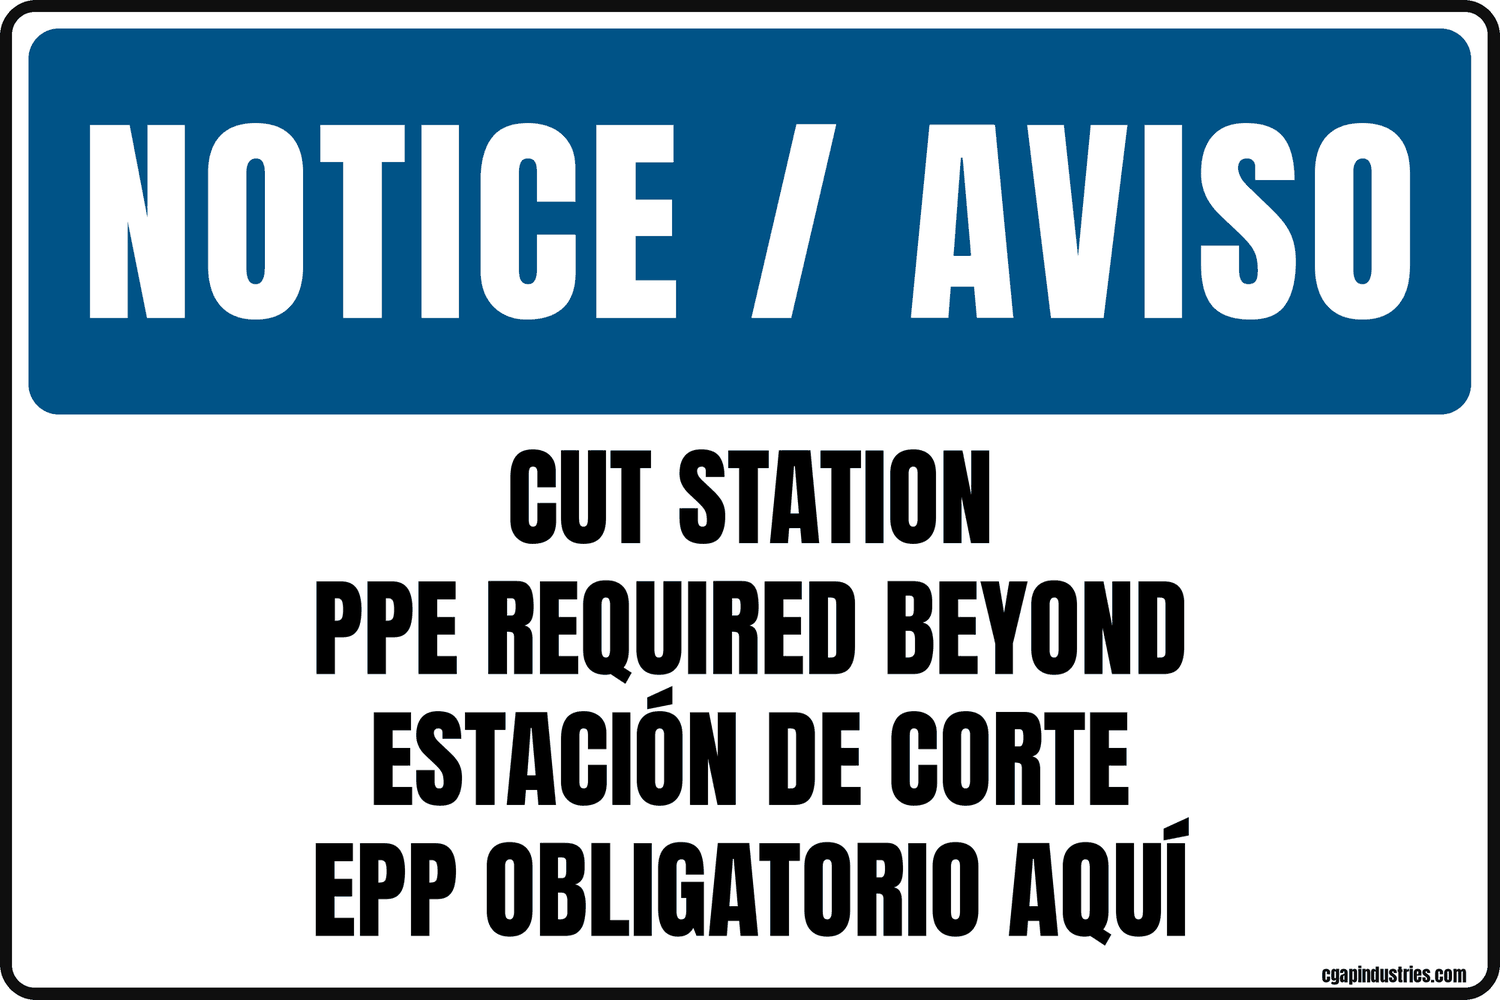 NOTICE / AVISO
CUT STATION
PPE REQUIRED BEYOND
ESTACIÓN DE CORTE
EPP OBLIGATORIO AQUÍ
cgapindustries.com